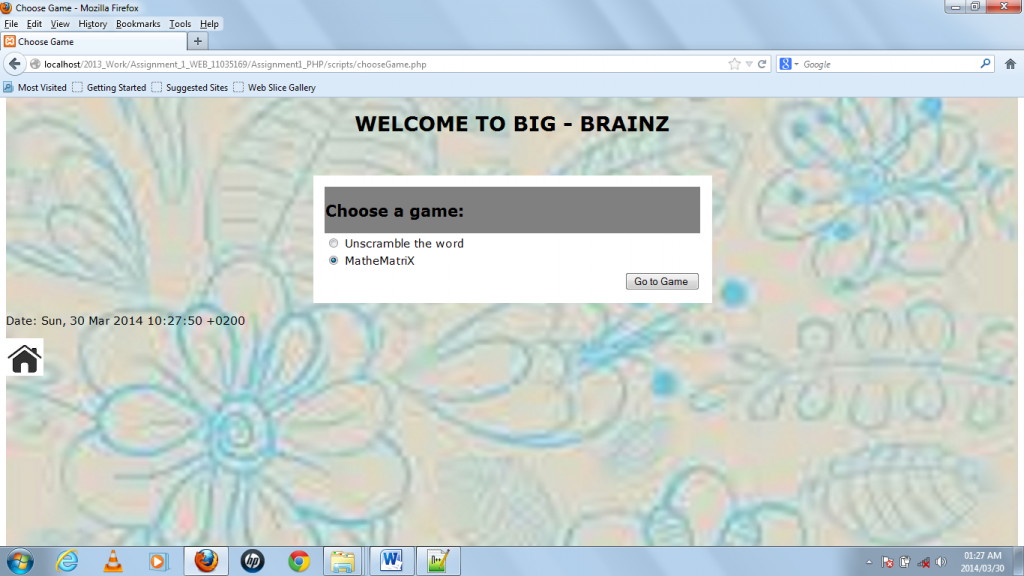 Choose Game - Mozilla Firefox
File Edit View History Bookmarks Tools Help
Choose Game
localhost/2013_Work/Assignment_1_WEB_11035169/Assignment1_PHP/scripts/chooseGame.php
Google
Most Visited Getting Started Suggested Sites Web Slice Gallery
WELCOME TO BIG - BRAINZ
Choose a game:
Unscramble the word
MatheMatriX
Go to Game
Date: Sun, 30 Mar 2014 10:27:50 +0200
01:27 AM
2014/03/30